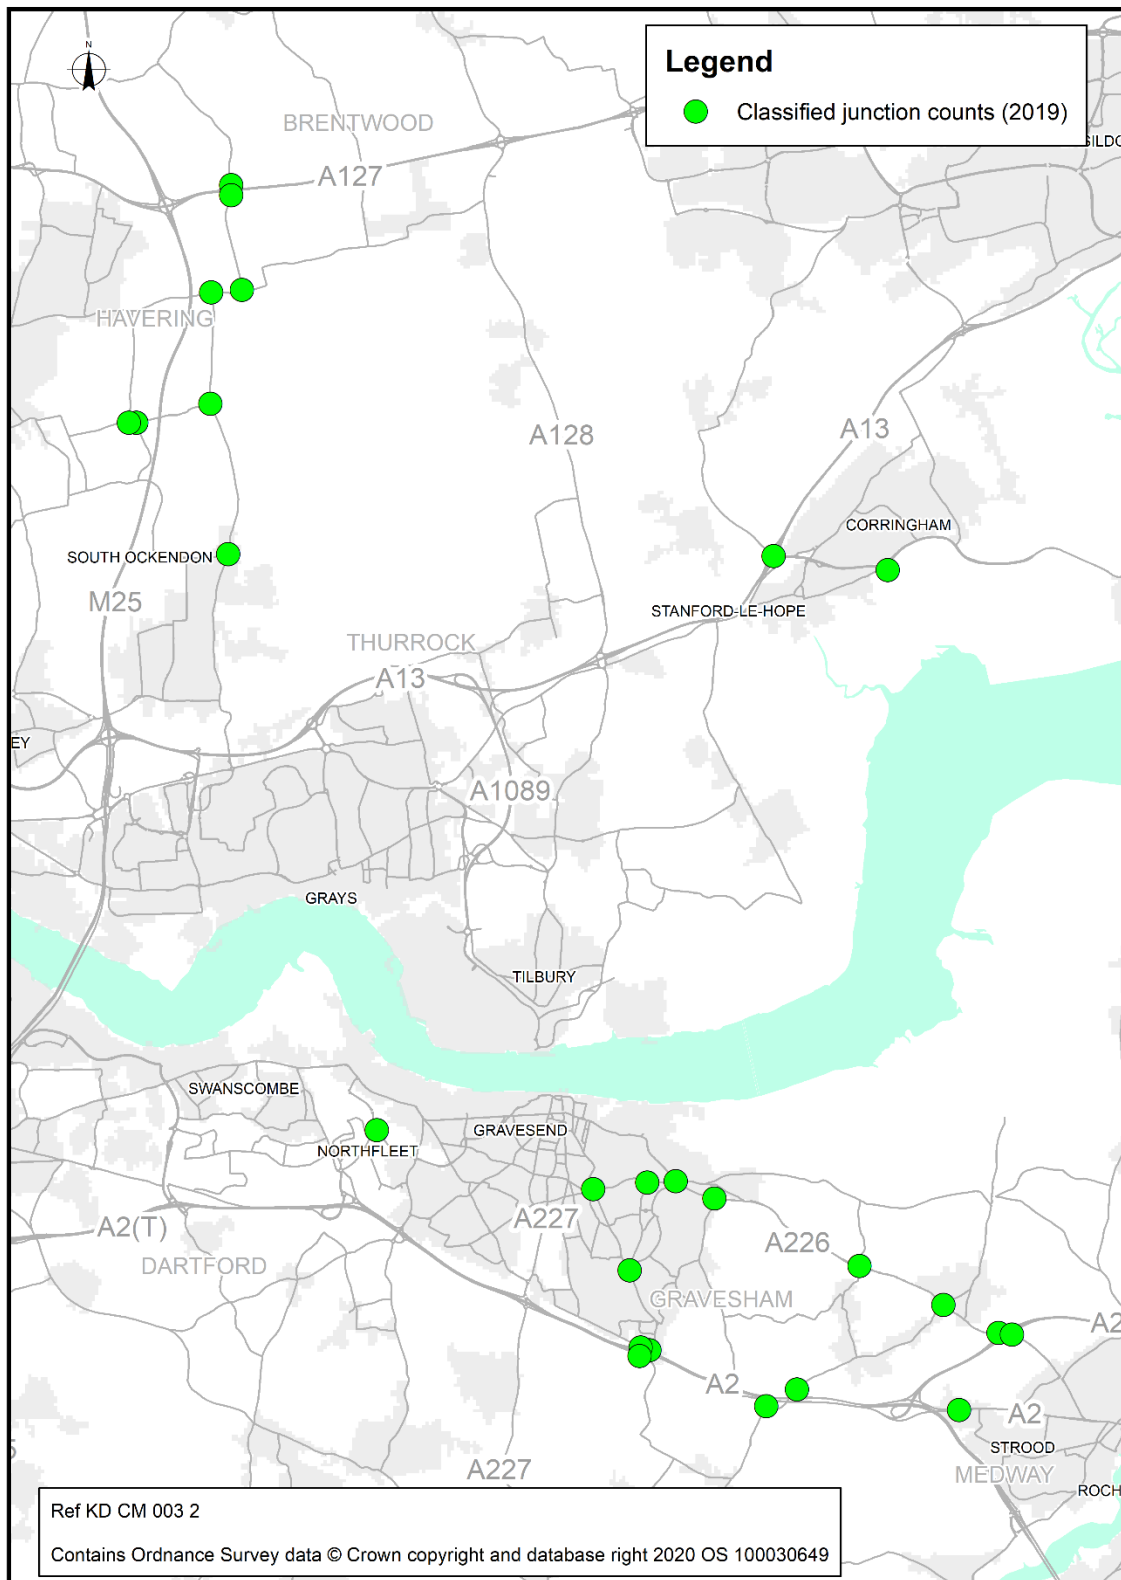 N
Legend
Classified junction counts (2019)
BRENTWOOD
A127
HAVERING
A128
A13
CORRINGHAM
SOUTH OCKENDON
M25
STANFORD-LE-HOPE
THURROCK
A13
EY
A1089
GRAYS
TILBURY
SWANSCOMBE
GRAVESEND
NORTHFLEET
A227
A2(T)
A226
DARTFORD
GRAVESHAM
A2
A2
A2
STROOD
A227
MEDWAY
ROCH
Ref KD CM 003 2
Contains Ordnance Survey data © Crown copyright and database right 2020 OS 100030649